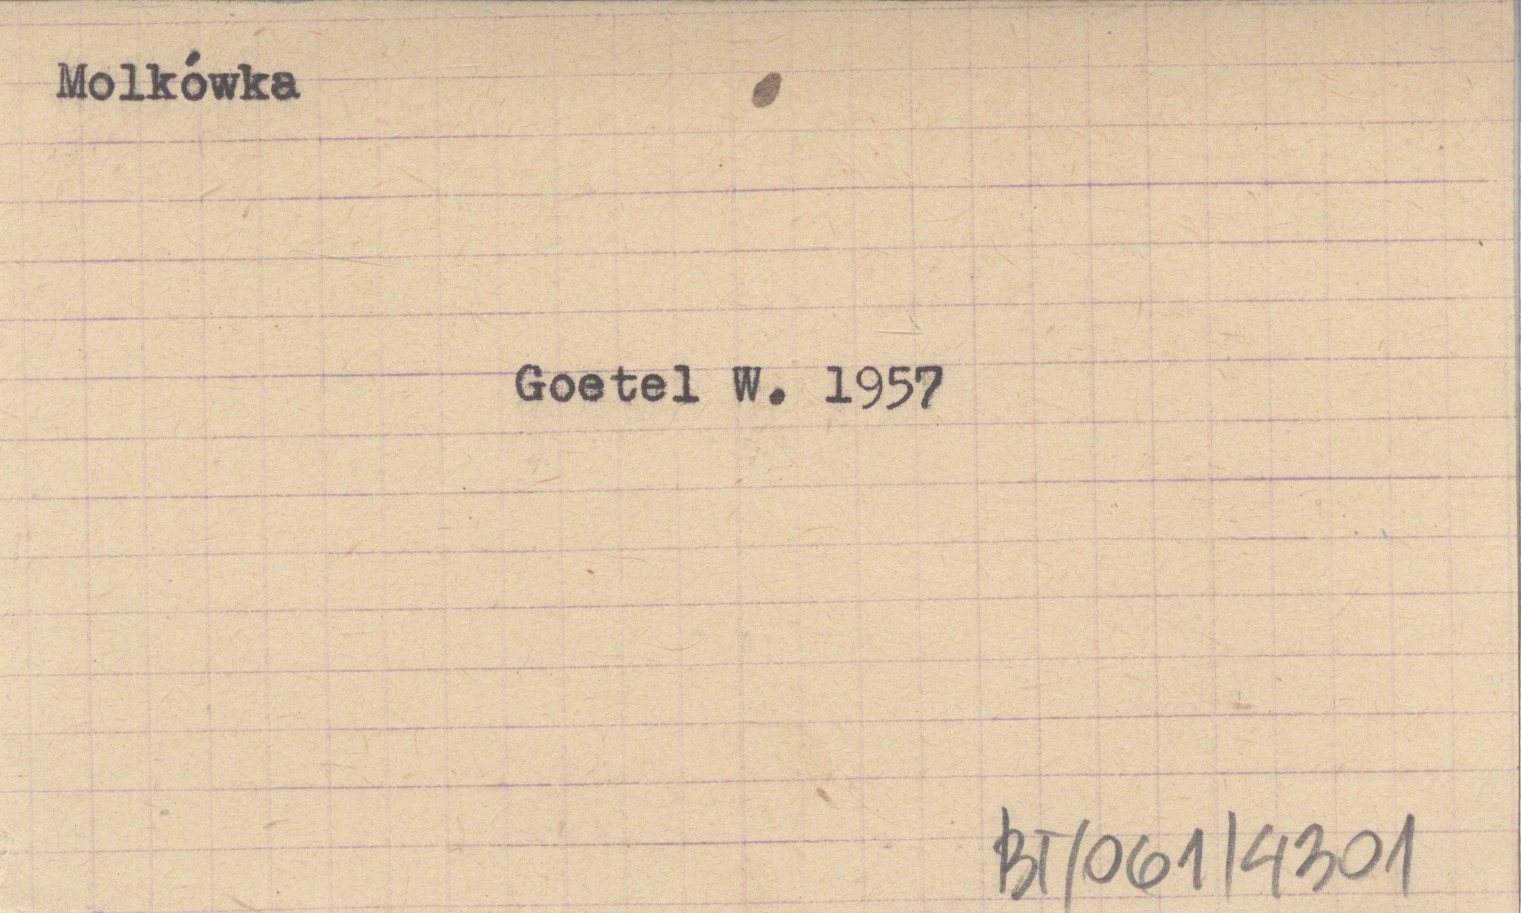 Molkówka
Goetel W. 1957
BT/061/4301